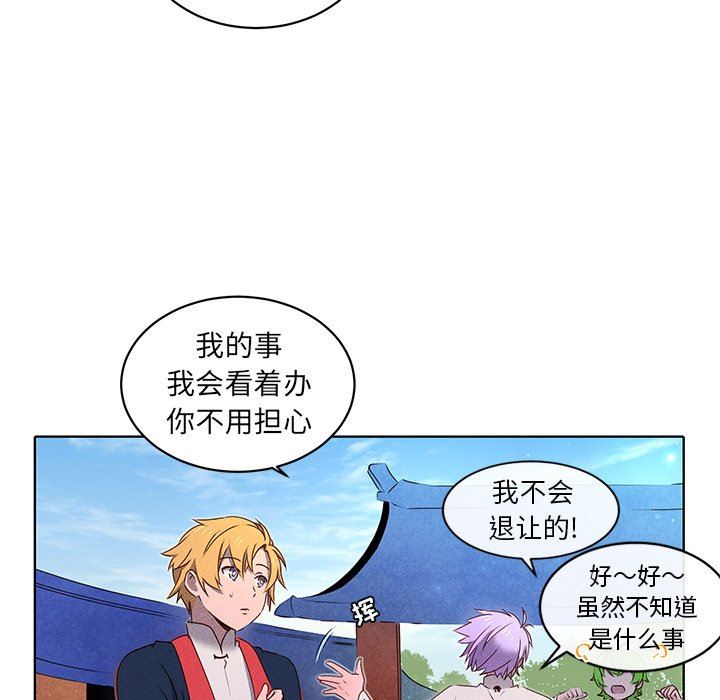 我的事
我会看着办
你不用担心
我不会
退让的!
挥
好～好～
虽然不知道
是什么事